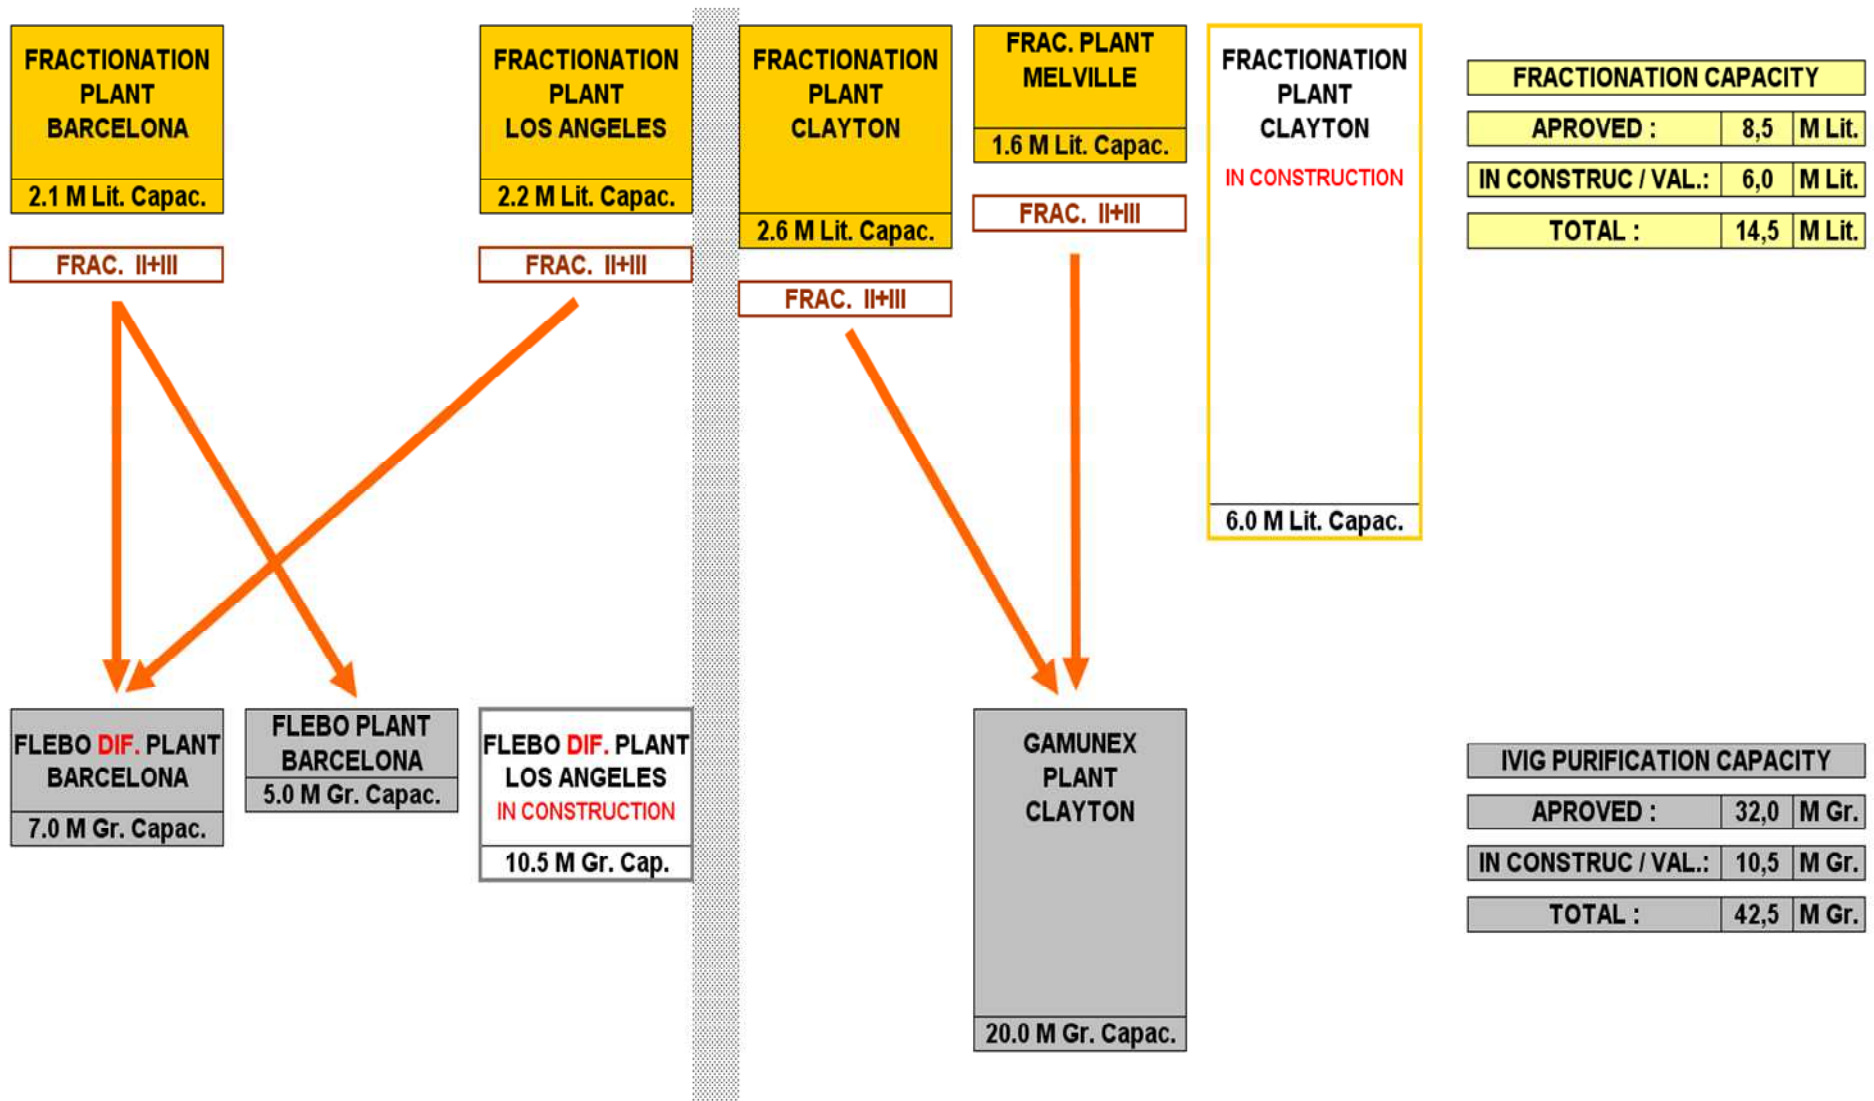 FRACTIONATION
PLANT
BARCELONA
2.1 M Lit. Capac.
FRAC. II+III
FRACTIONATION
PLANT
LOS ANGELES
2.2 M Lit. Capac.
FRAC. II+III
FRACTIONATION
PLANT
CLAYTON
2.6 M Lit. Capac.
FRAC. II+III
FRAC. PLANT
MELVILLE
1.6 M Lit. Capac.
FRAC. II+III
FRACTIONATION
PLANT
CLAYTON
IN CONSTRUCTION
6.0 M Lit. Capac.
FRACTIONATION CAPACITY
APROVED : 8,5 M Lit.
IN CONSTRUC / VAL.: 6,0 M Lit.
TOTAL : 14,5 M Lit.
FLEBO DIF. PLANT
BARCELONA
7.0 M Gr. Capac.
FLEBO PLANT
BARCELONA
5.0 M Gr. Capac.
FLEBO DIF. PLANT
LOS ANGELES
IN CONSTRUCTION
10.5 M Gr. Cap.
GAMUNEX
PLANT
CLAYTON
20.0 M Gr. Capac.
IVIG PURIFICATION CAPACITY
APROVED : 32,0 M Gr.
IN CONSTRUC / VAL.: 10,5 M Gr.
TOTAL : 42,5 M Gr.